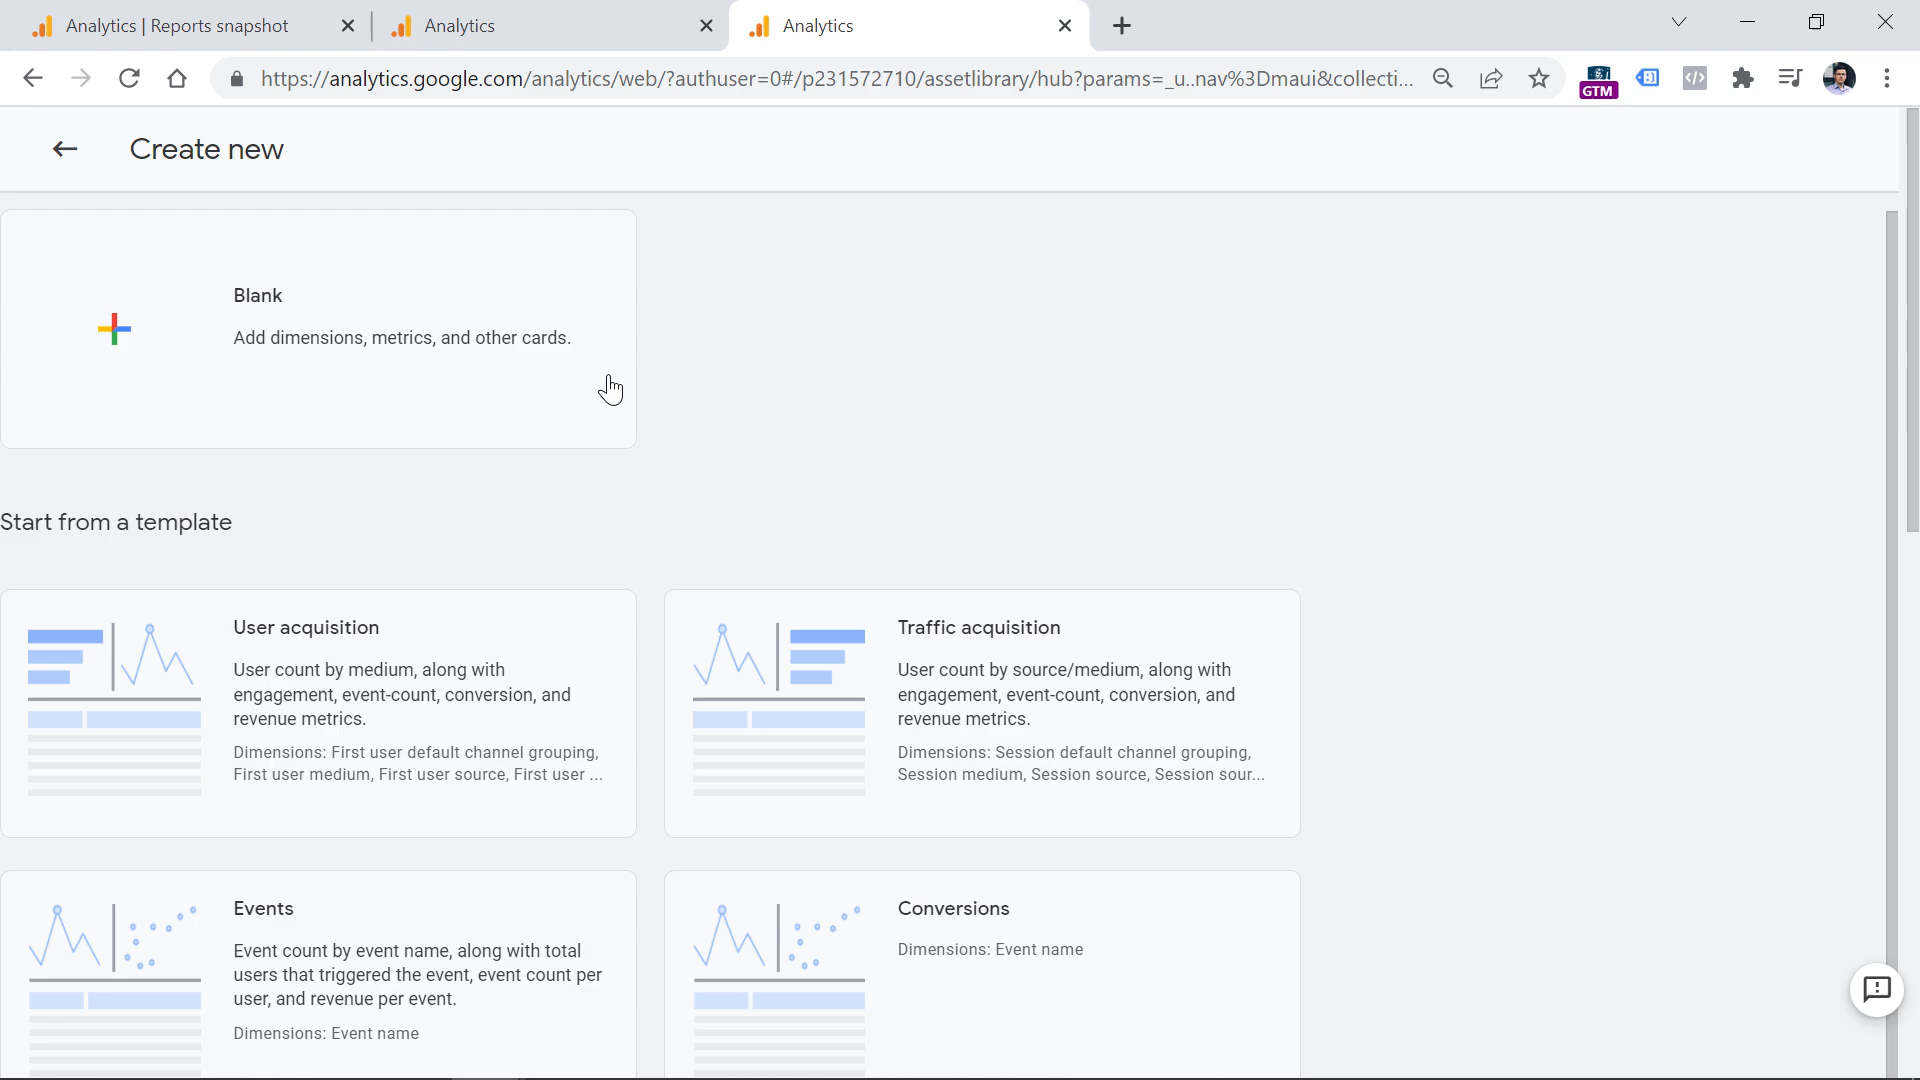 Analytics | Reports snapshot
Analytics
Analytics
https://analytics.google.com/analytics/web/?authuser=0#/p231572710/assetlibrary/hub?params=_u..nav%3Dmaui&collecti...
GTM
Create new
Blank
Add dimensions, metrics, and other cards.
Start from a template
User acquisition
User count by medium, along with
engagement, event-count, conversion, and
revenue metrics.
Dimensions: First user default channel grouping,
First user medium, First user source, First user ...
Traffic acquisition
User count by source/medium, along with
engagement, event-count, conversion, and
revenue metrics.
Dimensions: Session default channel grouping,
Session medium, Session source, Session sour...
Events
Event count by event name, along with total
users that triggered the event, event count per
user, and revenue per event.
Dimensions: Event name
Conversions
Dimensions: Event name